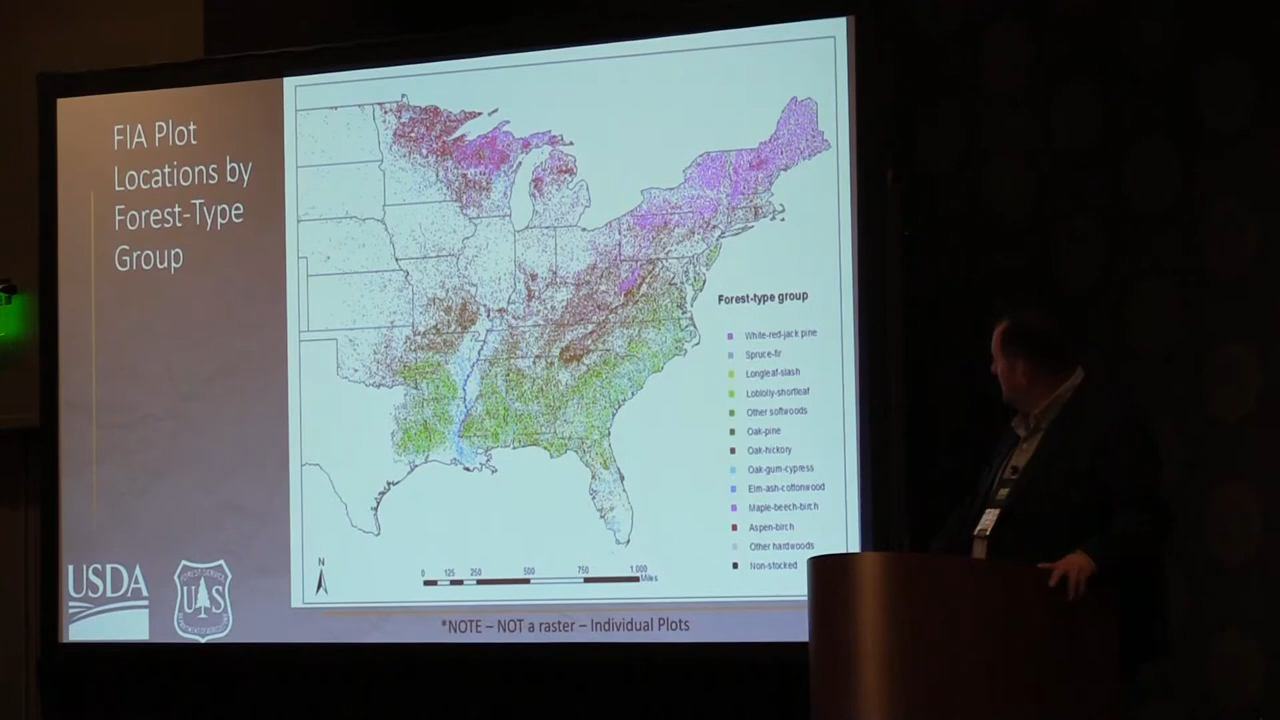 FIA Plot
Locations by
Forest-Type
Group
Forest-type group
White-red-jack pine
Spruce-fir
Longleaf-slash
Loblolly-shortleaf
Other softwoods
Oak-pine
Oak-hickory
Oak-gum-cypress
Elm-ash-cottonwood
Maple-beech-birch
Aspen-birch
Other hardwoods
Non-stocked
N
0 125 250 500 750 1,000
Miles
USDA
FOREST SERVICE
U S
*NOTE – NOT a raster – Individual Plots